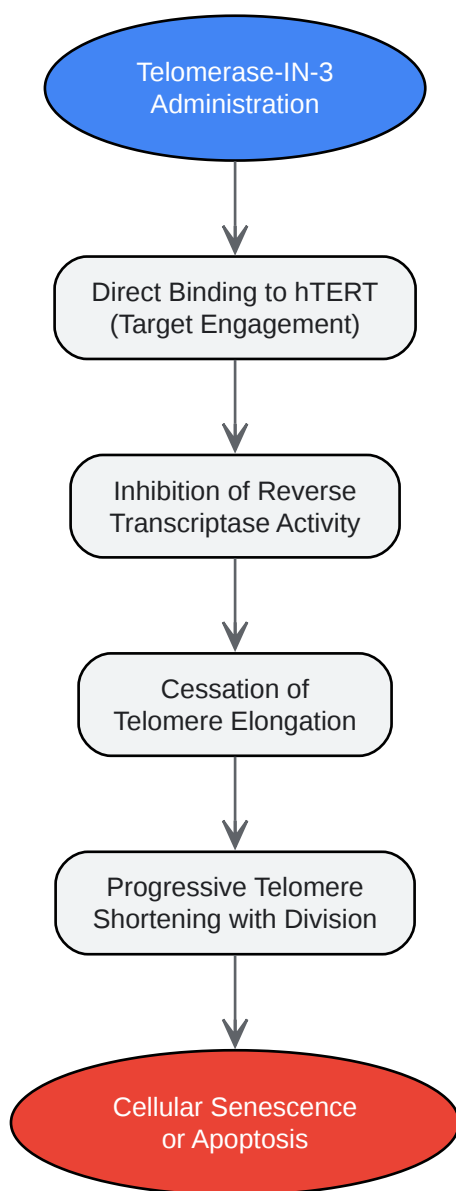 Telomerase-IN-3
Administration
Direct Binding to hTERT
(Target Engagement)
Inhibition of Reverse
Transcriptase Activity
Cessation of
Telomere Elongation
Progressive Telomere
Shortening with Division
Cellular Senescence
or Apoptosis